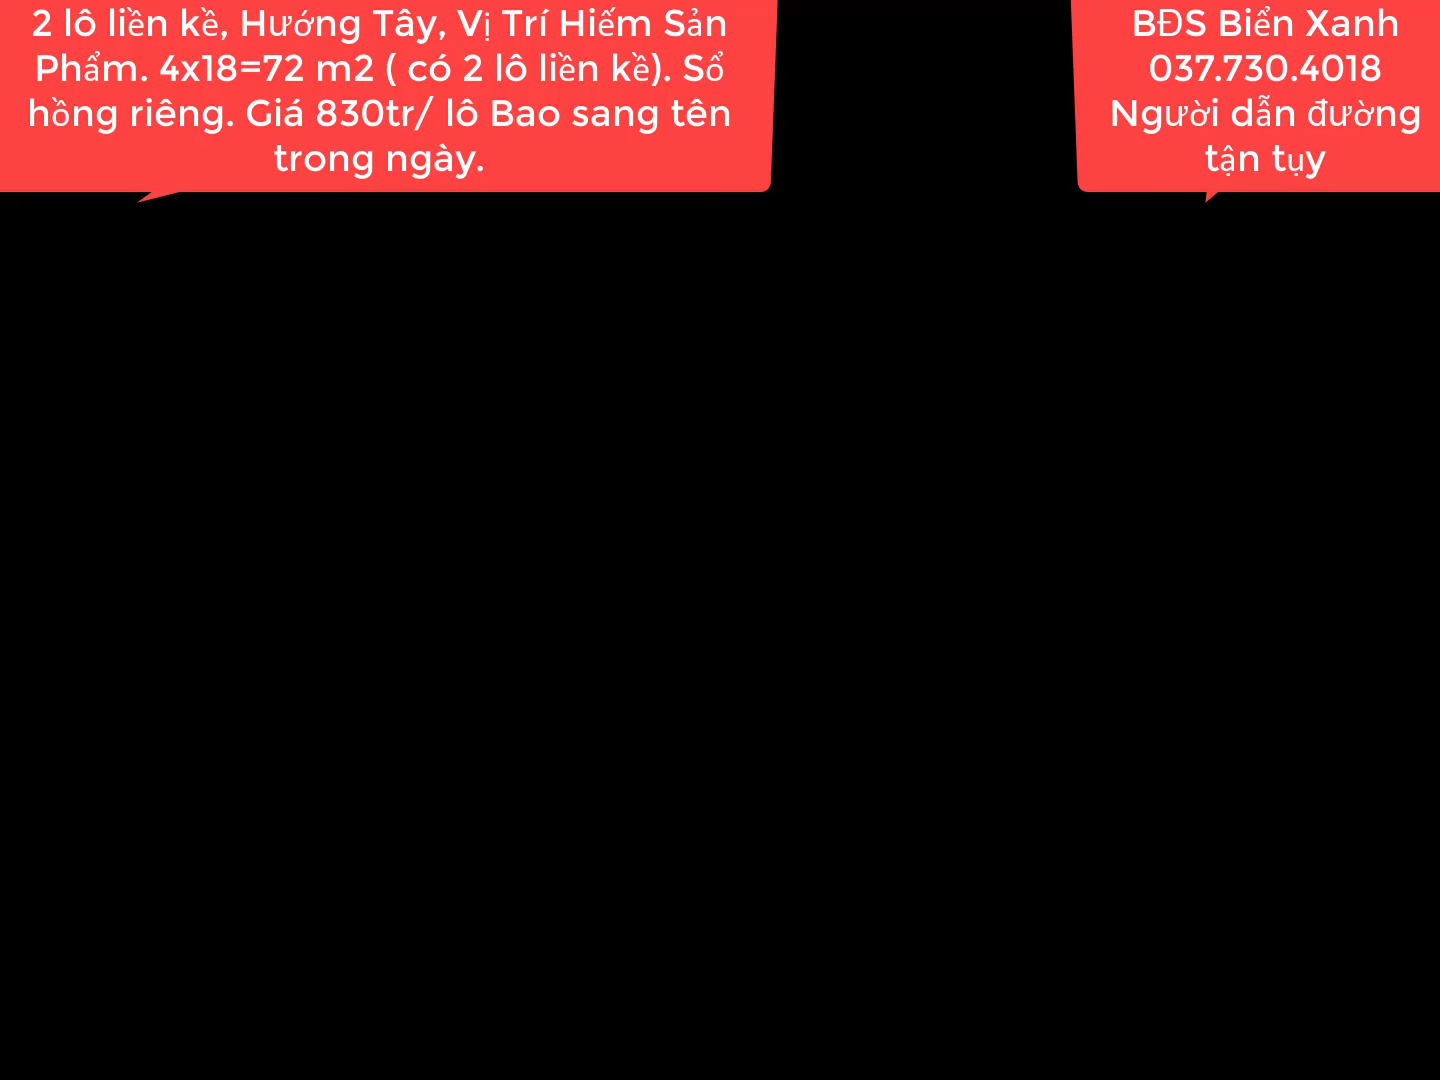 2 lô liền kề, Hướng Tây, Vị Trí Hiếm Sản
Phẩm. 4x18=72 m2 ( có 2 lô liền kề). Sổ
hồng riêng. Giá 830tr/ lô Bao sang tên
trong ngày.
BĐS Biển Xanh
037.730.4018
Người dẫn đường
tận tụy